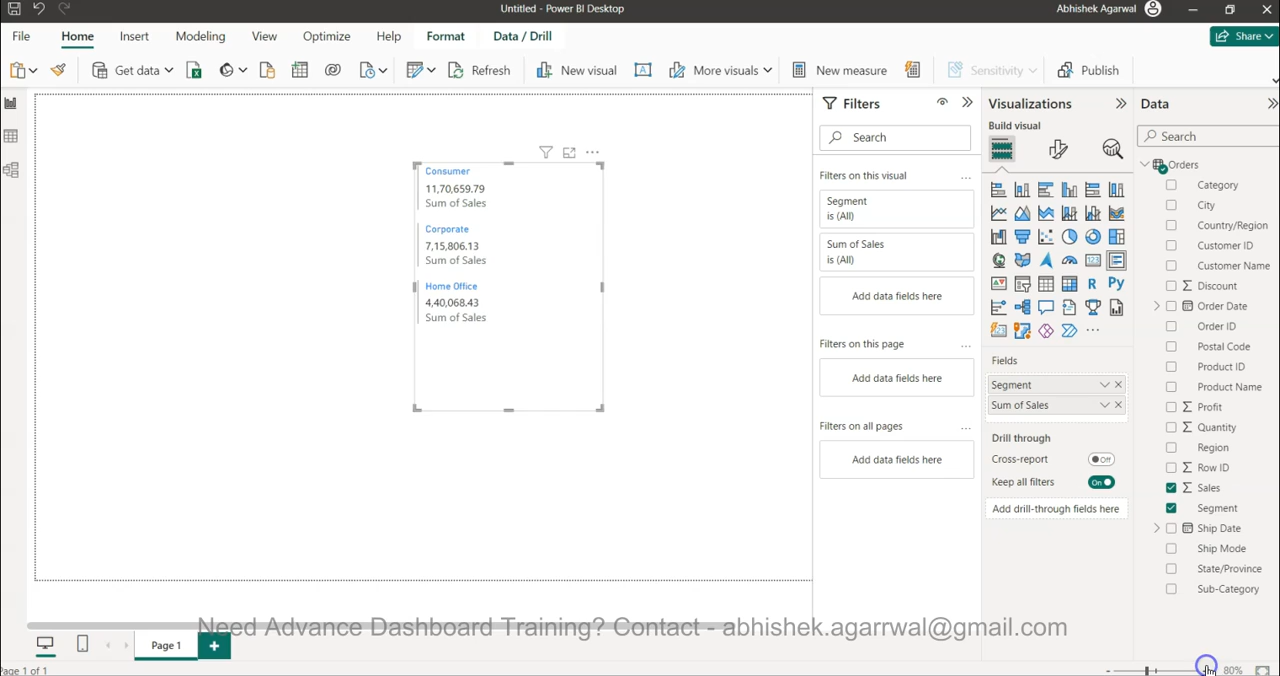 Untitled - Power BI Desktop
Abhishek Agarwal
File Home Insert Modeling View Optimize Help Format Data / Drill
Share
Get data
Refresh
New visual
More visuals
New measure
Sensitivity
Publish
Consumer
11,70,659.79
Sum of Sales
Corporate
7,15,806.13
Sum of Sales
Home Office
4,40,068.43
Sum of Sales
Filters
Search
Filters on this visual
...
Segment
is (All)
Sum of Sales
is (All)
Add data fields here
Filters on this page
...
Add data fields here
Filters on all pages
...
Add data fields here
Visualizations
Build visual
123
R Py
...
Fields
Segment
Sum of Sales
Drill through
Cross-report
Off
Keep all filters
On
Add drill-through fields here
Data
Search
Orders
Category
City
Country/Region
Customer ID
Customer Name
Σ Discount
Order Date
Order ID
Postal Code
Product ID
Product Name
Σ Profit
Σ Quantity
Region
Σ Row ID
Σ Sales
Segment
Ship Date
Ship Mode
State/Province
Sub-Category
Need Advance Dashboard Training? Contact - abhishek.agarrwal@gmail.com
Page 1
Page 1 of 1
80%